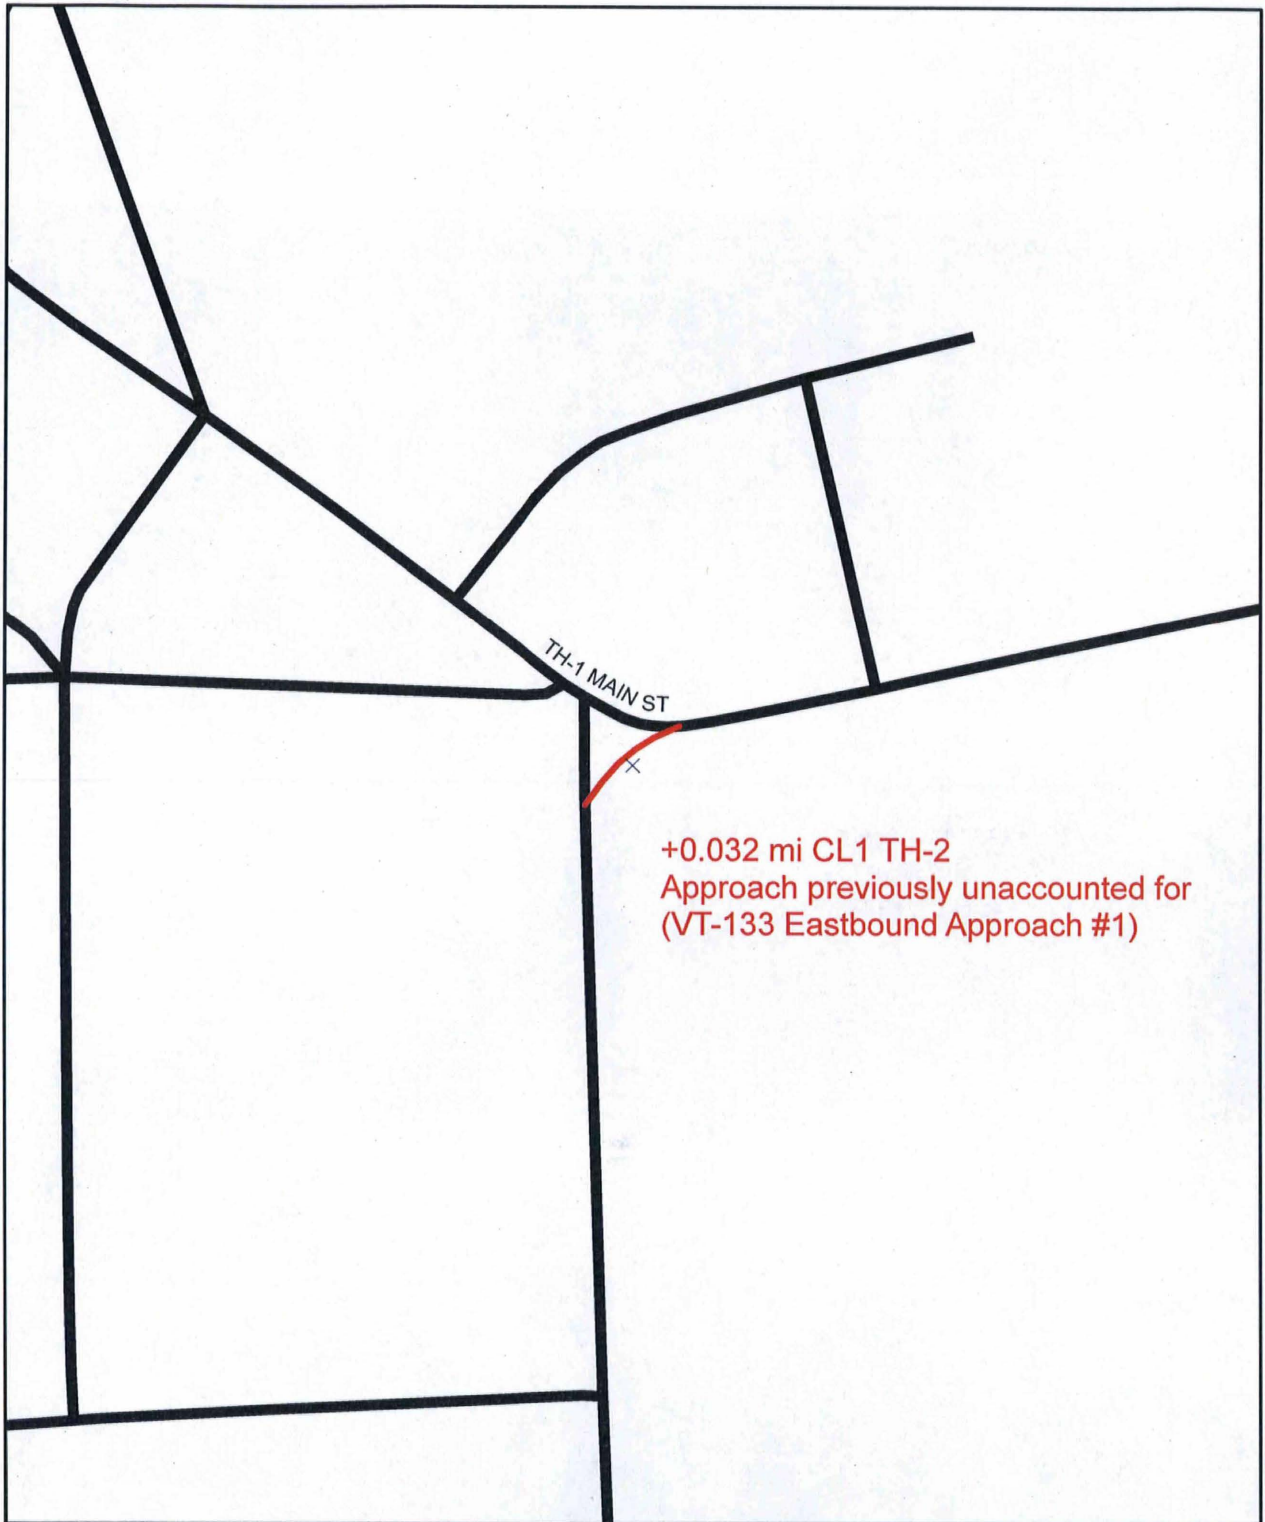 TH-1 MAIN ST
+0.032 mi CL1 TH-2
Approach previously unaccounted for
(VT-133 Eastbound Approach #1)